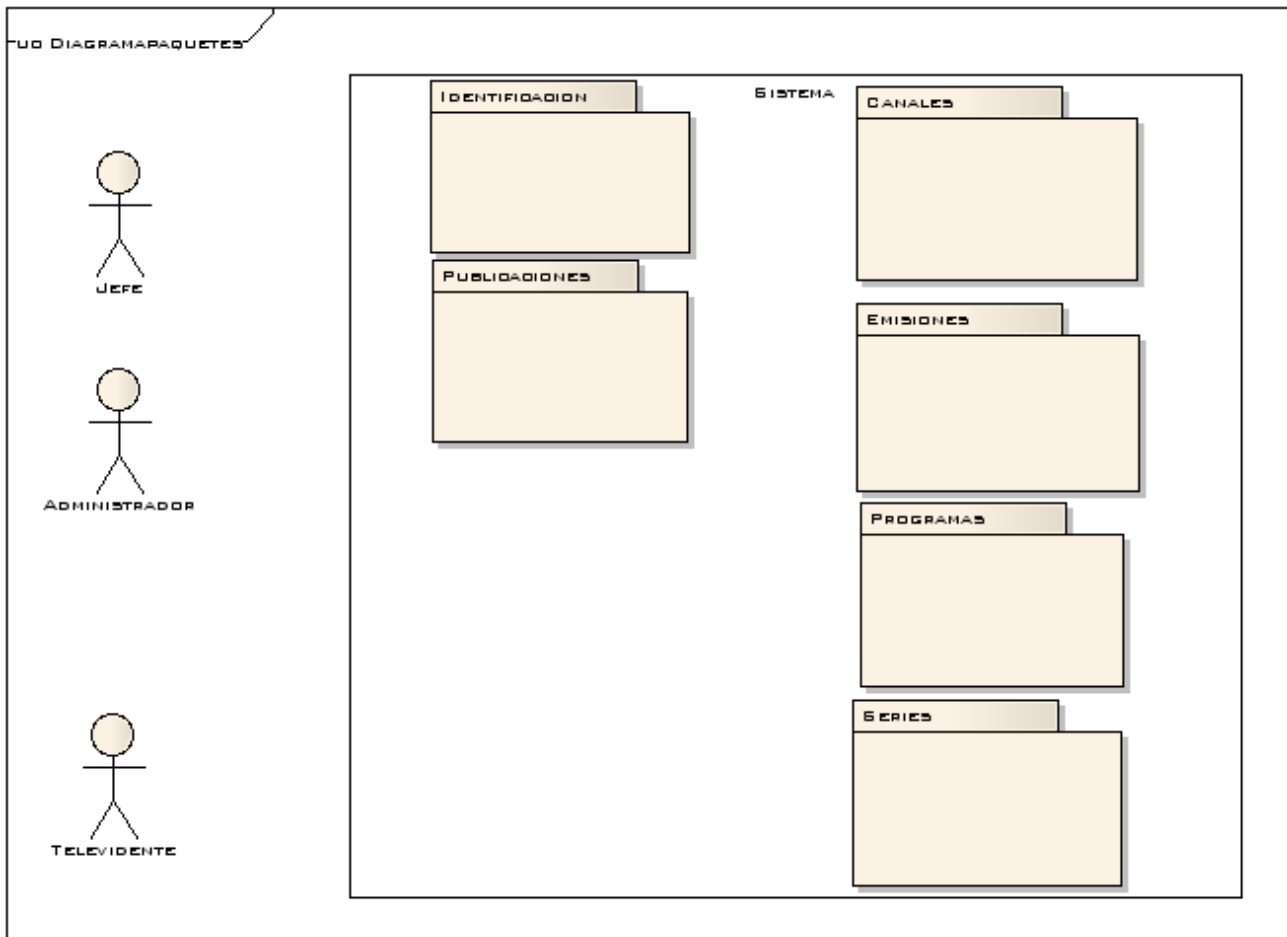 uc DiagramaPaquetes
Sistema
Identificacion
Canales
Publicaciones
Emisiones
Programas
Series
Jefe
Administrador
Televidente